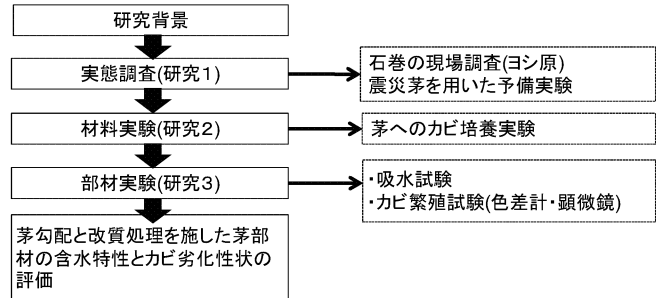 研究背景
実態調査(研究１)
石巻の現場調査(ヨシ原)
震災茅を用いた予備実験
材料実験(研究２)
茅へのカビ培養実験
部材実験(研究３)
・吸水試験
・カビ繁殖試験(色差計・顕微鏡)
茅勾配と改質処理を施した茅部
材の含水特性とカビ劣化性状の
評価